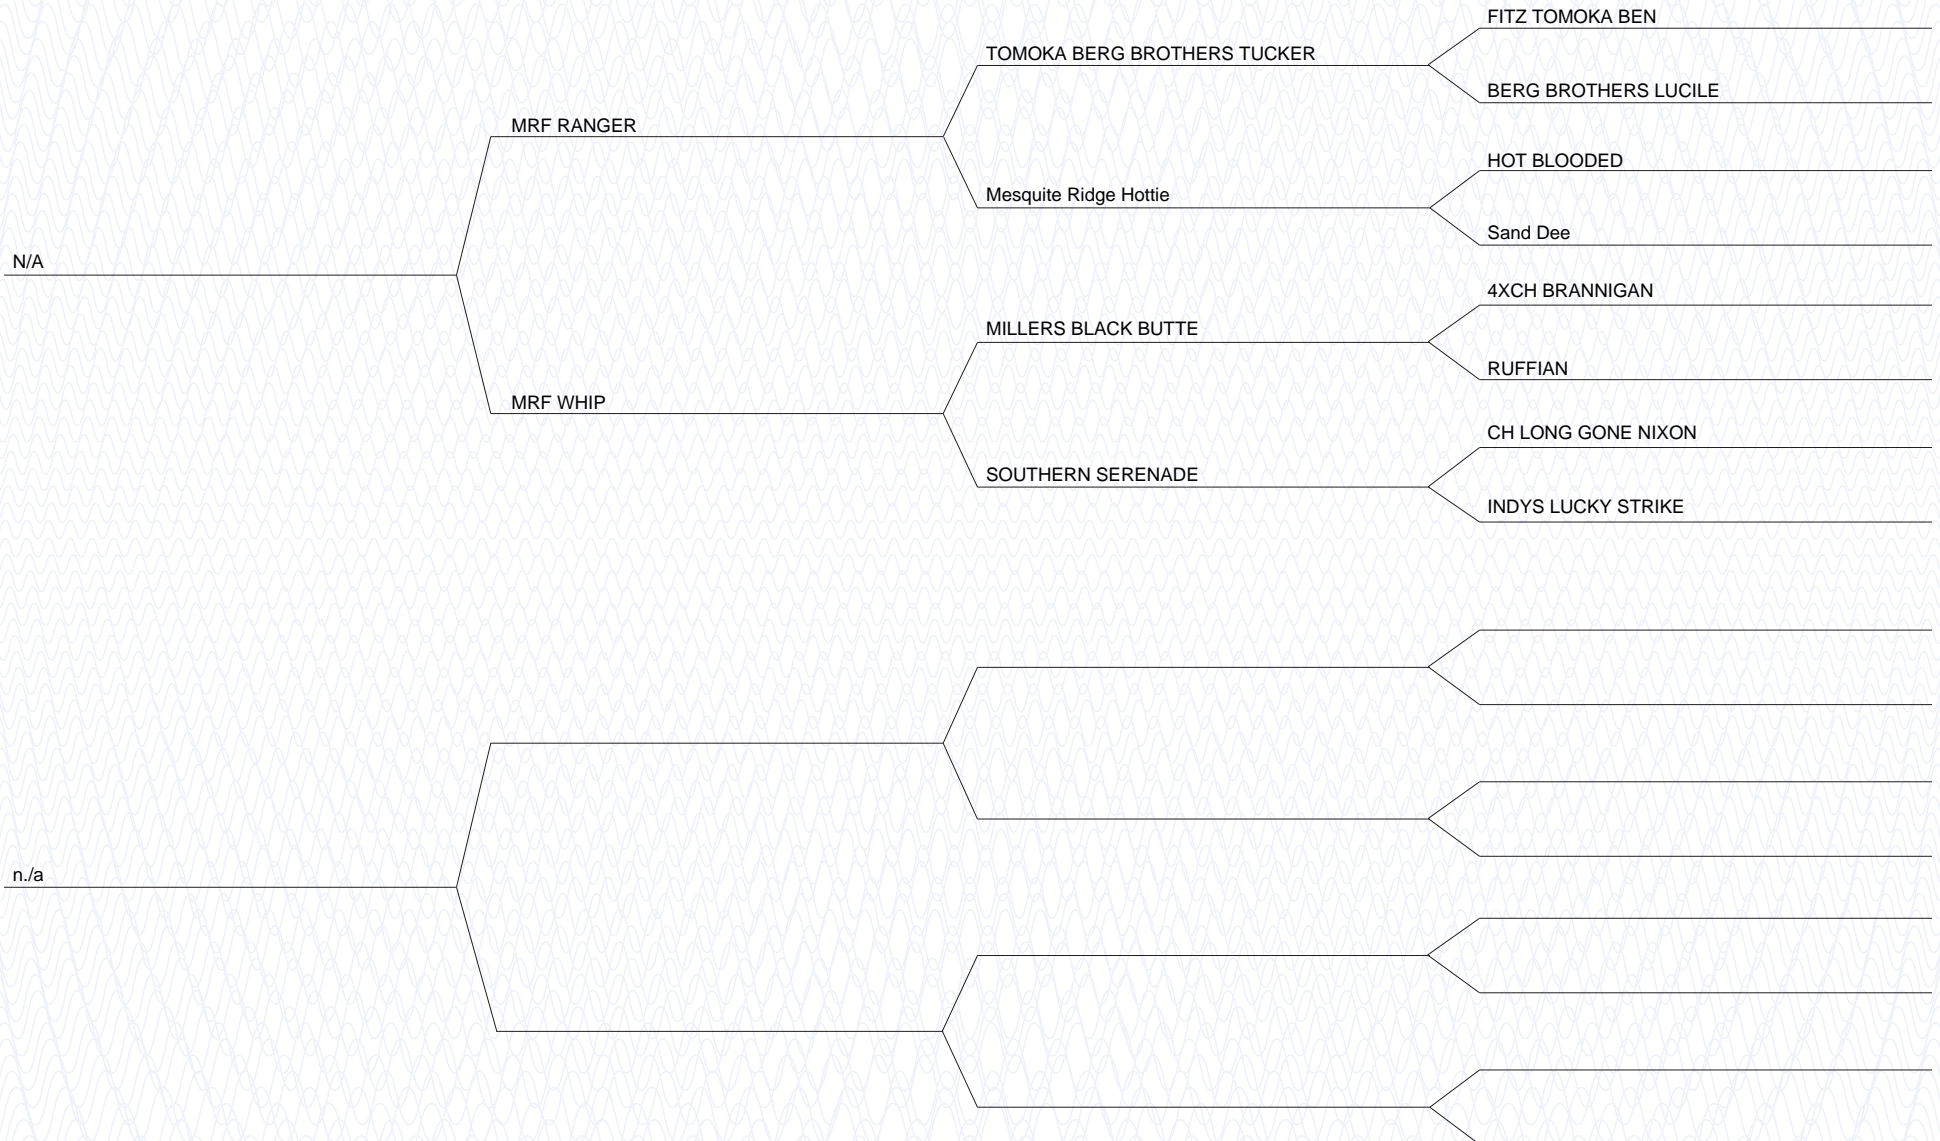 FITZ TOMOKA BEN
TOMOKA BERG BROTHERS TUCKER
BERG BROTHERS LUCILE
MRF RANGER
HOT BLOODED
Mesquite Ridge Hottie
Sand Dee
N/A
4XCH BRANNIGAN
MILLERS BLACK BUTTE
RUFFIAN
MRF WHIP
CH LONG GONE NIXON
SOUTHERN SERENADE
INDYS LUCKY STRIKE
n./a